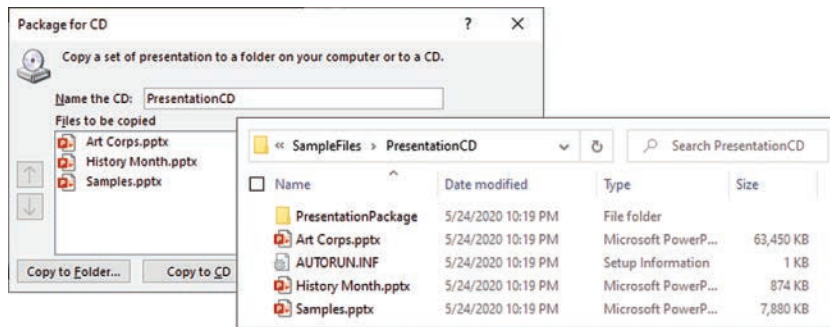 Package for CD ? ×
Copy a set of presentation to a folder on your computer or to a CD.
Name the CD: PresentationCD
Files to be copied
Art Corps.pptx
History Month.pptx
Samples.pptx
Copy to Folder... Copy to CD
« SampleFiles › PresentationCD Search PresentationCD
Name Date modified Type Size
PresentationPackage 5/24/2020 10:19 PM File folder
Art Corps.pptx 5/24/2020 10:19 PM Microsoft PowerP... 63,450 KB
AUTORUN.INF 5/24/2020 10:19 PM Setup Information 1 KB
History Month.pptx 5/24/2020 10:19 PM Microsoft PowerP... 874 KB
Samples.pptx 5/24/2020 10:19 PM Microsoft PowerP... 7,880 KB